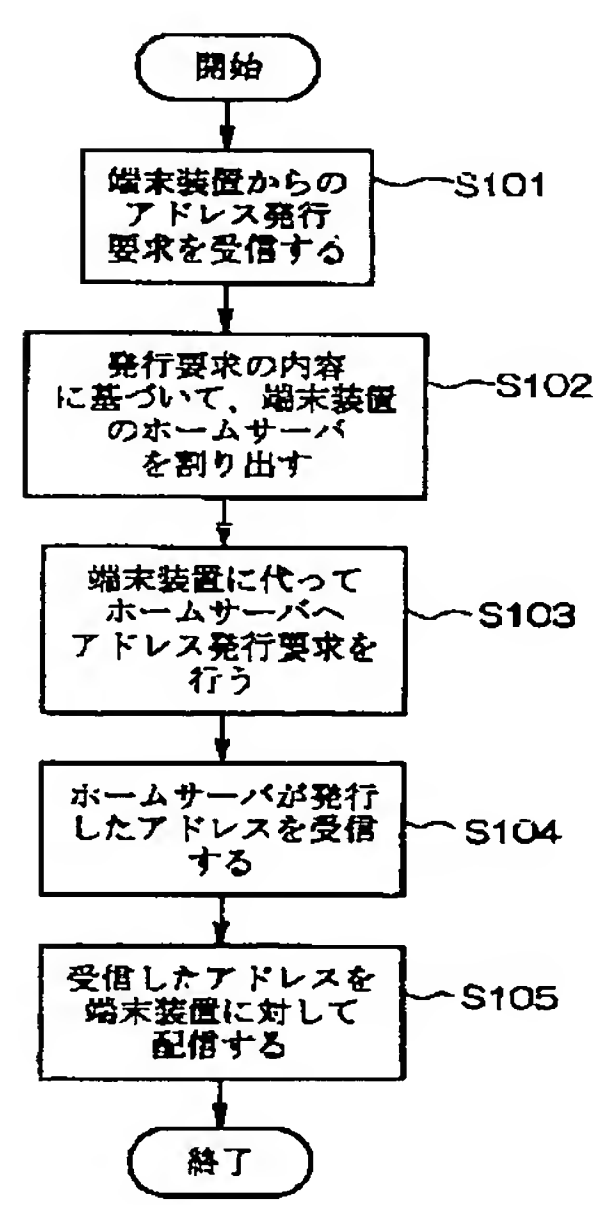 開始
端末装置からの
アドレス発行
要求を受信する
S101
発行要求の内容
に基づいて、端末装置
のホームサーバ
を割り出す
S102
端末装置に代って
ホームサーバへ
アドレス発行要求を
行う
S103
ホームサーバが発行
したアドレスを受信
する
S104
受信したアドレスを
端末装置に対して
配信する
S105
終了